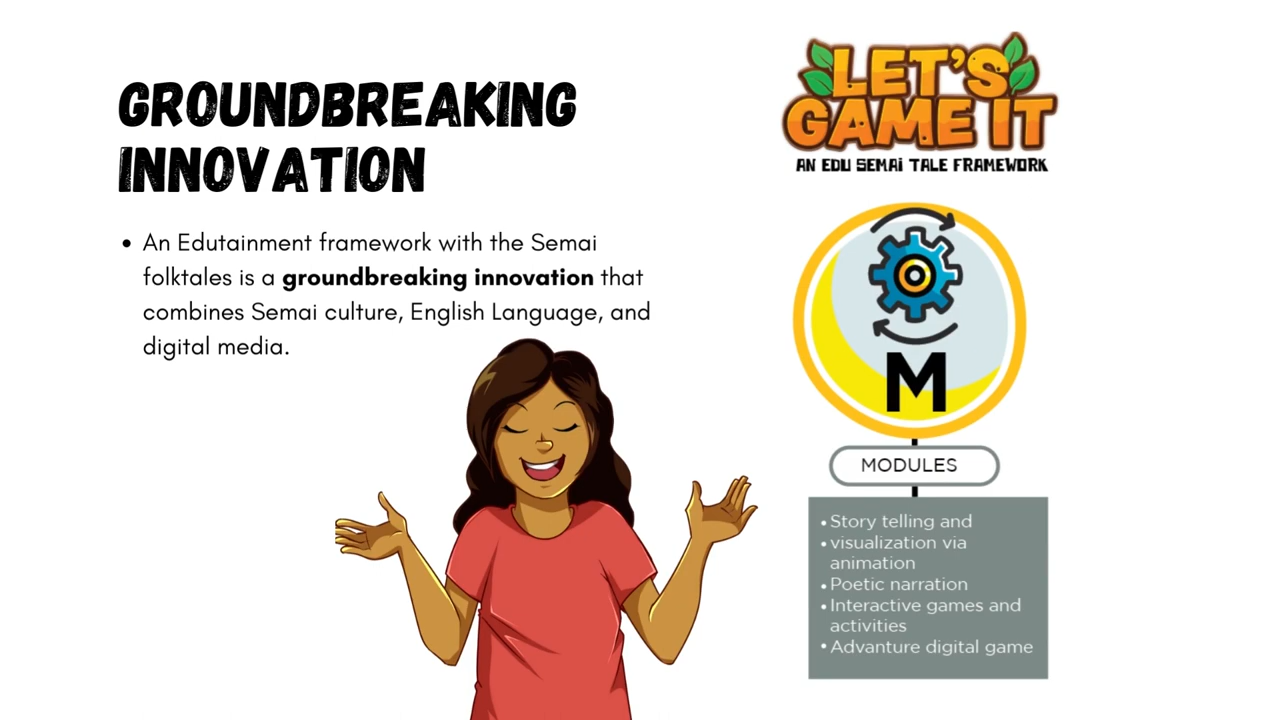 GROUNDBREAKING
INNOVATION
• An Edutainment framework with the Semai
folktales is a groundbreaking innovation that
combines Semai culture, English Language, and
digital media.
LET'S
GAME IT
AN EDU SEMAI TALE FRAMEWORK
M
MODULES
• Story telling and
• visualization via
animation
• Poetic narration
• Interactive games and
activities
• Advanture digital game